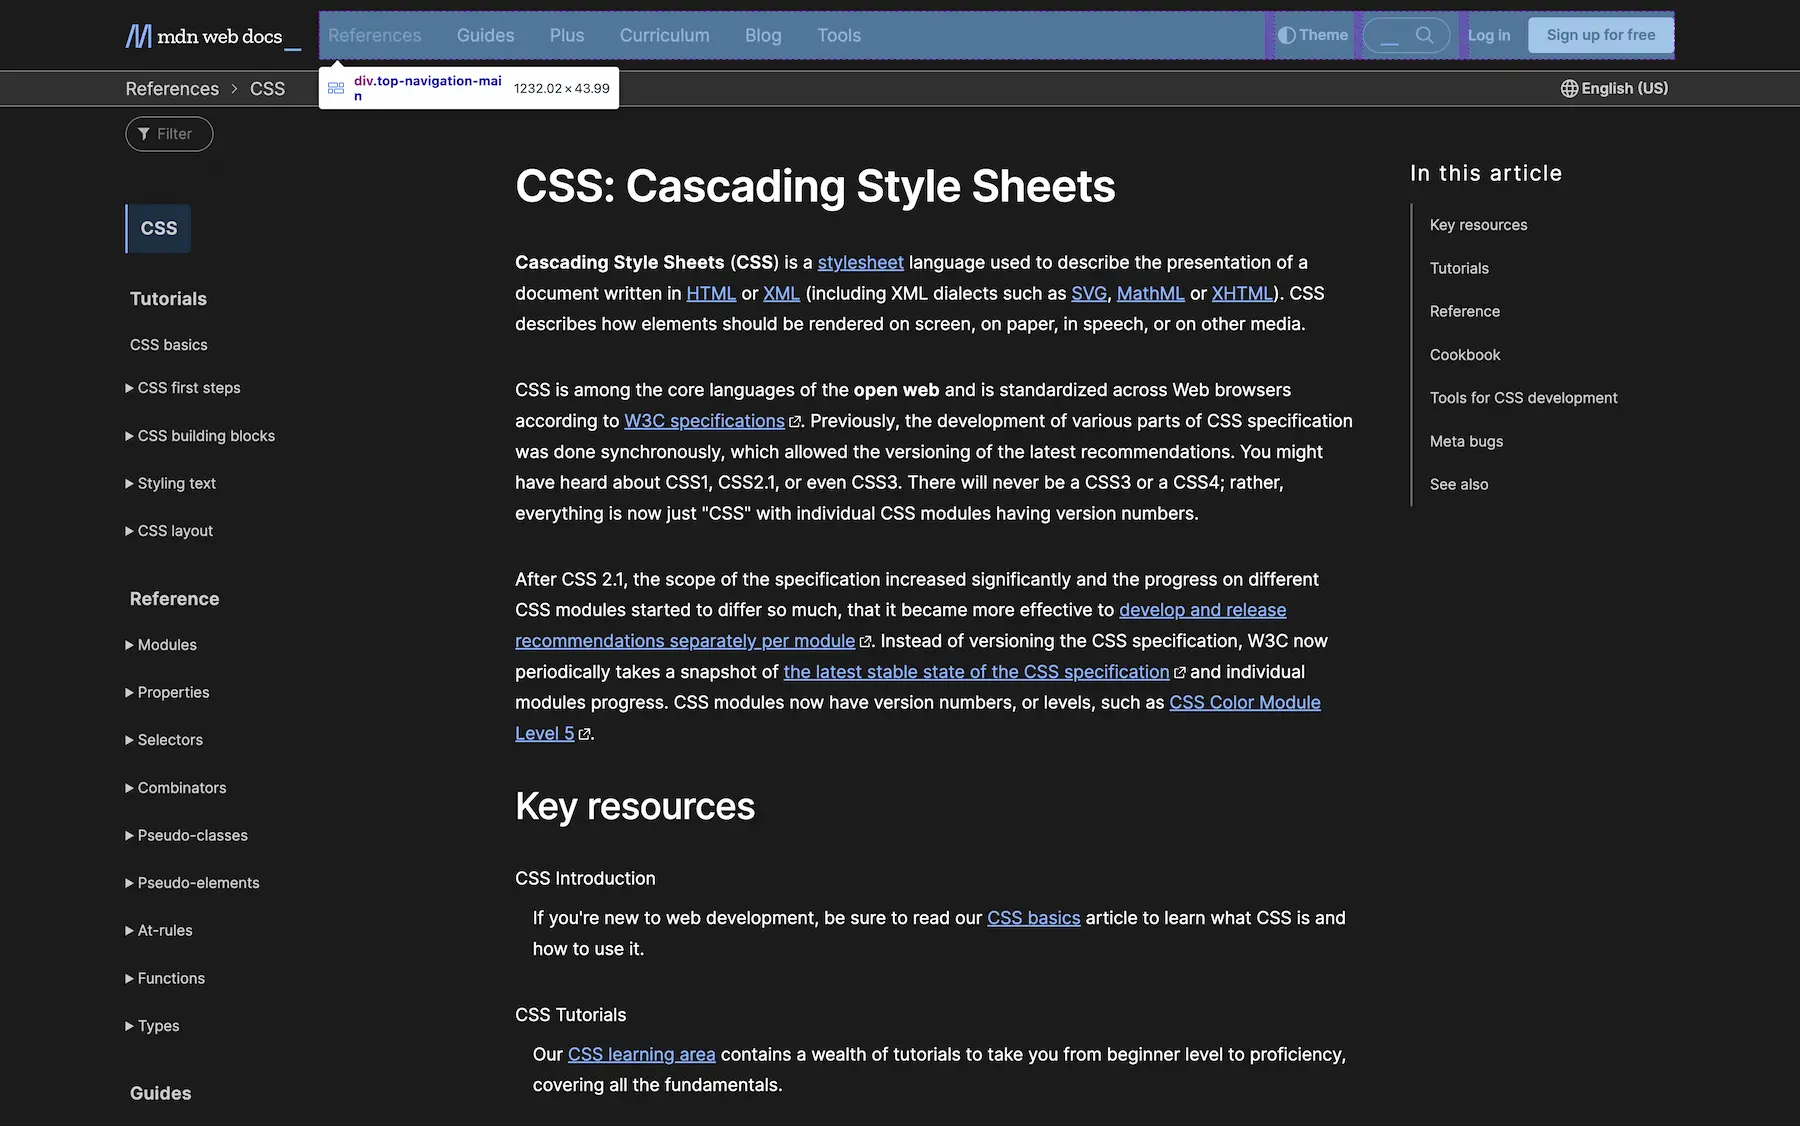 mdn web docs_
References Guides Plus Curriculum Blog Tools
Theme
Log in
Sign up for free
References > CSS
div.top-navigation-mai
n
1232.02 × 43.99
English (US)
Filter
CSS
Tutorials
CSS basics
CSS first steps
CSS building blocks
Styling text
CSS layout
Reference
Modules
Properties
Selectors
Combinators
Pseudo-classes
Pseudo-elements
At-rules
Functions
Types
Guides
CSS: Cascading Style Sheets
Cascading Style Sheets (CSS) is a stylesheet language used to describe the presentation of a
document written in HTML or XML (including XML dialects such as SVG, MathML or XHTML). CSS
describes how elements should be rendered on screen, on paper, in speech, or on other media.
CSS is among the core languages of the open web and is standardized across Web browsers
according to W3C specifications. Previously, the development of various parts of CSS specification
was done synchronously, which allowed the versioning of the latest recommendations. You might
have heard about CSS1, CSS2.1, or even CSS3. There will never be a CSS3 or a CSS4; rather,
everything is now just "CSS" with individual CSS modules having version numbers.
After CSS 2.1, the scope of the specification increased significantly and the progress on different
CSS modules started to differ so much, that it became more effective to develop and release
recommendations separately per module. Instead of versioning the CSS specification, W3C now
periodically takes a snapshot of the latest stable state of the CSS specification and individual
modules progress. CSS modules now have version numbers, or levels, such as CSS Color Module
Level 5.
Key resources
CSS Introduction
If you're new to web development, be sure to read our CSS basics article to learn what CSS is and
how to use it.
CSS Tutorials
Our CSS learning area contains a wealth of tutorials to take you from beginner level to proficiency,
covering all the fundamentals.
In this article
Key resources
Tutorials
Reference
Cookbook
Tools for CSS development
Meta bugs
See also